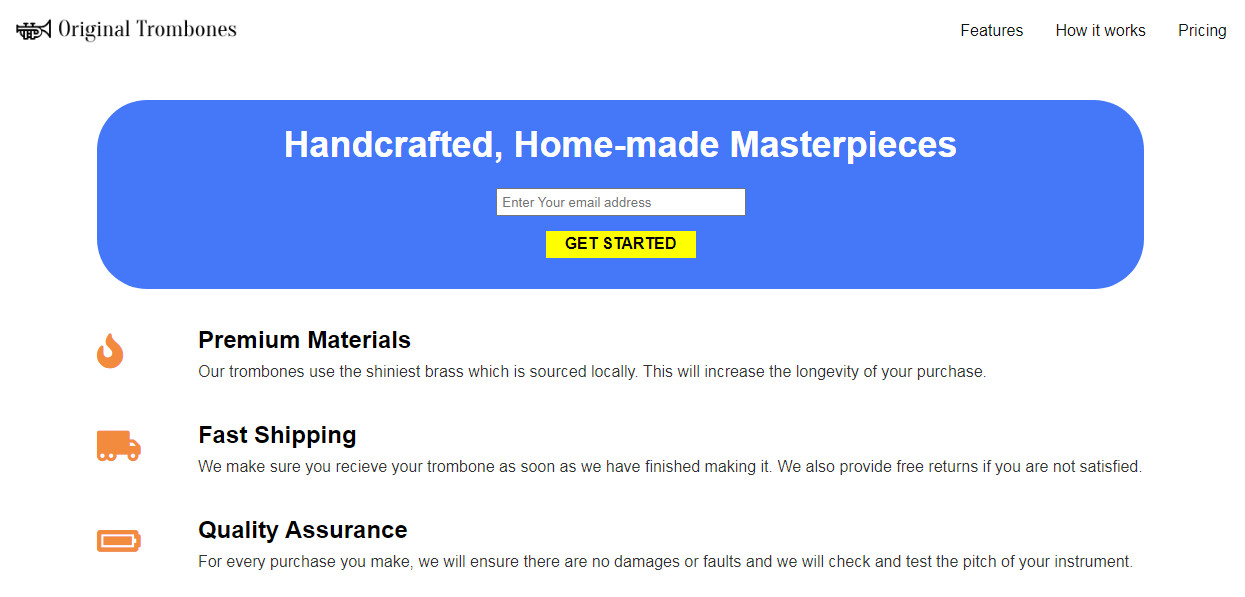 Original Trombones
Features
How it works
Pricing
Handcrafted, Home-made Masterpieces
Enter Your email address
GET STARTED
Premium Materials
Our trombones use the shiniest brass which is sourced locally. This will increase the longevity of your purchase.
Fast Shipping
We make sure you recieve your trombone as soon as we have finished making it. We also provide free returns if you are not satisfied.
Quality Assurance
For every purchase you make, we will ensure there are no damages or faults and we will check and test the pitch of your instrument.